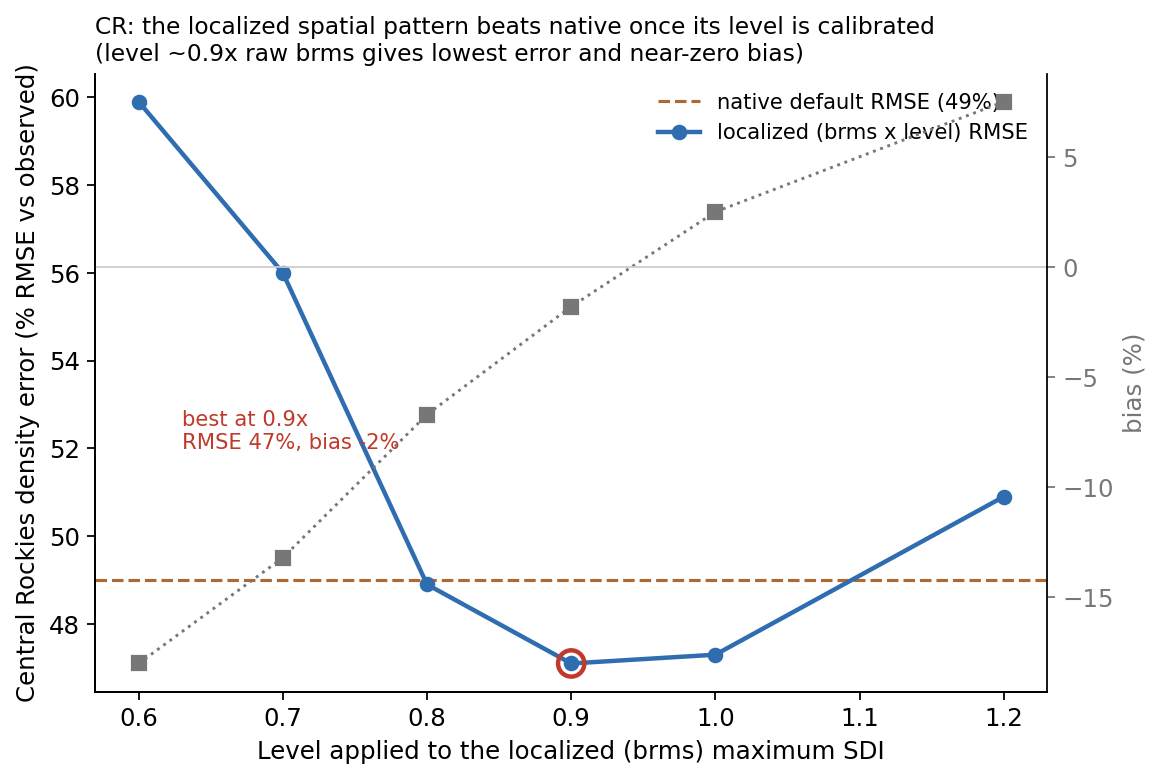 CR: the localized spatial pattern beats native once its level is calibrated
(level ~0.9x raw brms gives lowest error and near-zero bias)
Central Rockies density error (% RMSE vs observed)
60
58
56
54
52
50
48
native default RMSE (49%)
localized (brms x level) RMSE
best at 0.9x
RMSE 47%, bias -2%
5
0
−5
−10
−15
bias (%)
0.6
0.7
0.8
0.9
1.0
1.1
1.2
Level applied to the localized (brms) maximum SDI